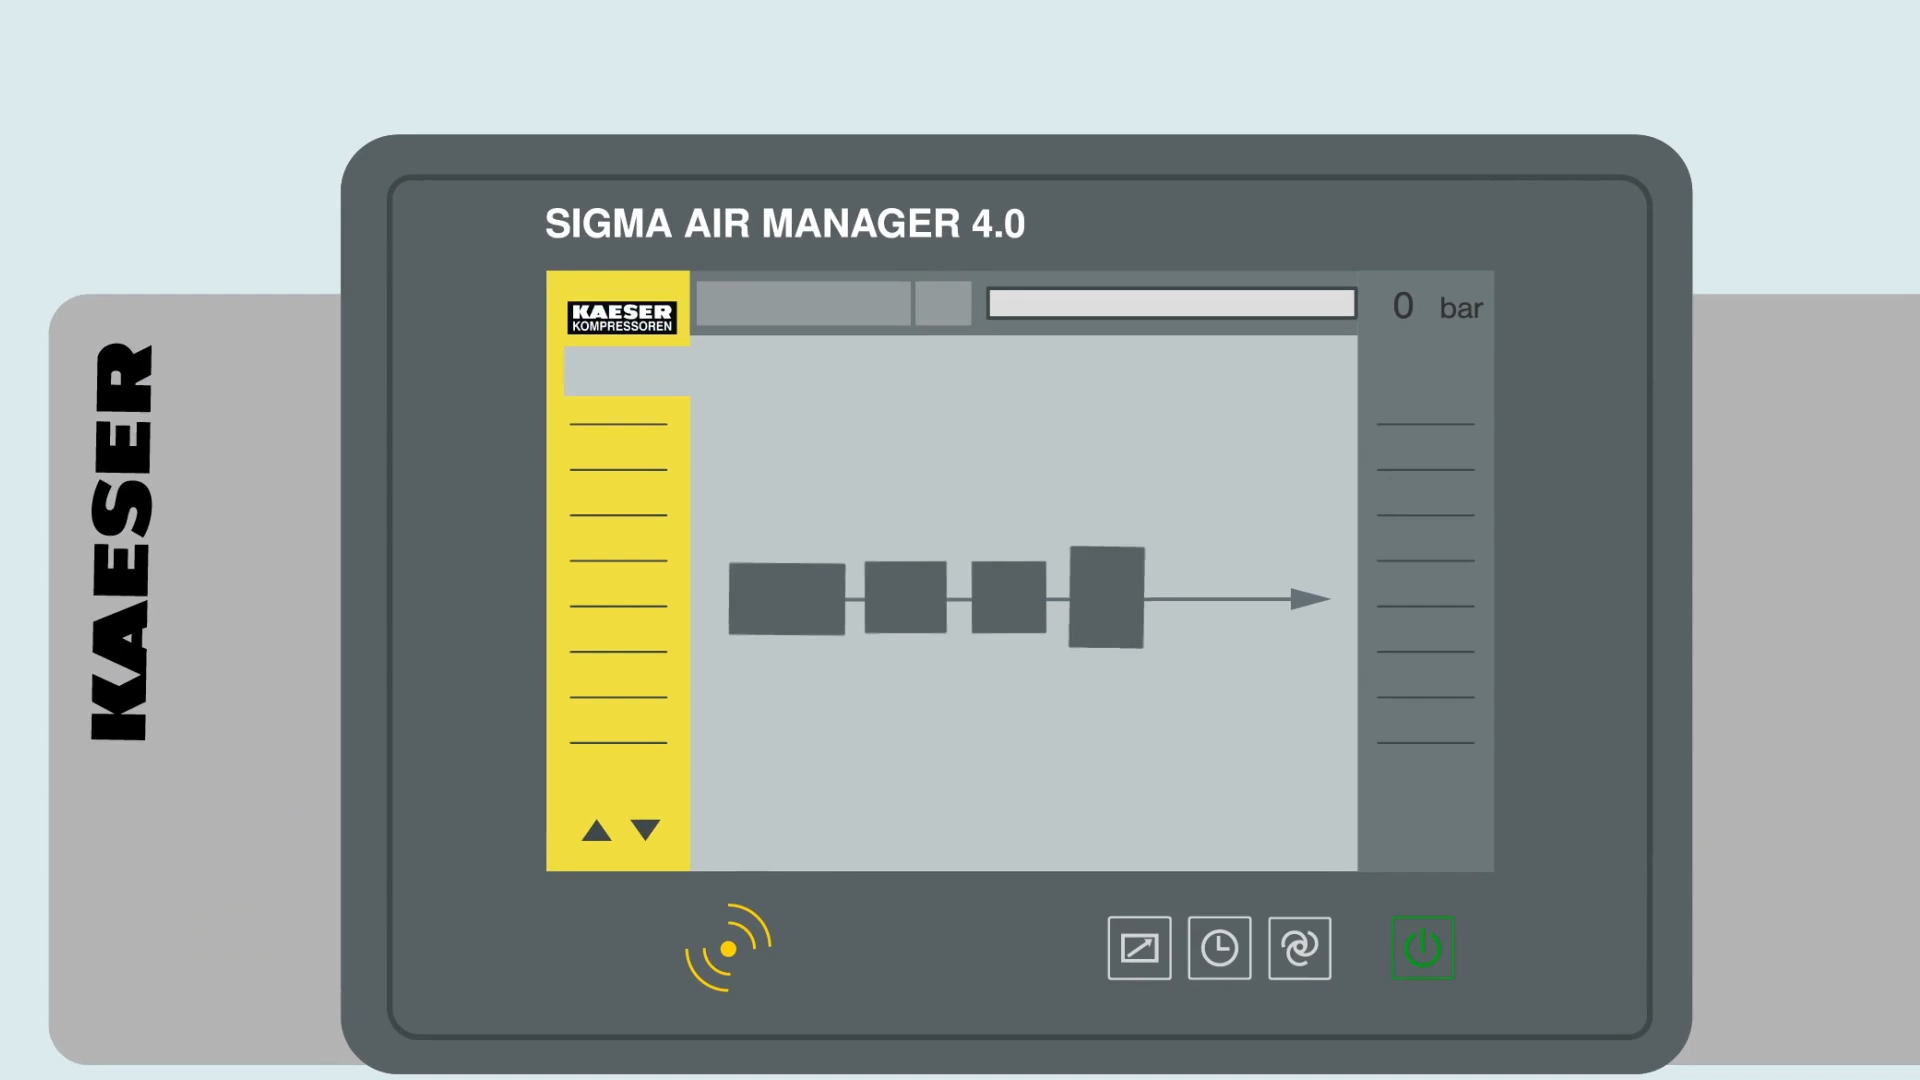 SIGMA AIR MANAGER 4.0
KAESER
KOMPRESSOREN
0 bar
KAESER